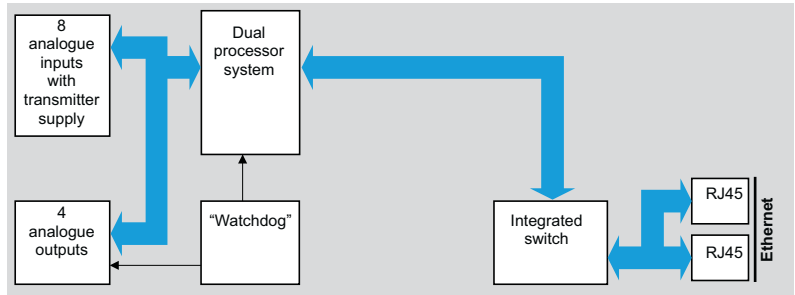 8
analogue
inputs
with
transmitter
supply
Dual
processor
system
4
analogue
outputs
“Watchdog”
Integrated
switch
RJ45
RJ45
Ethernet